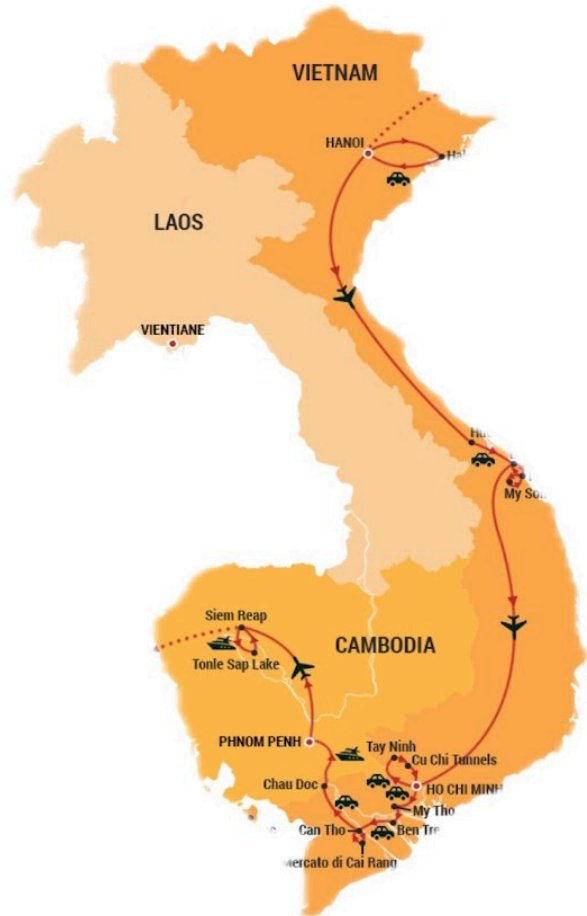 VIETNAM
HANOI
LAOS
VIENTIANE
My Son
Siem Reap
CAMBODIA
Tonle Sap Lake
PHNOM PENH
Tay Ninh
Cu Chi Tunnels
Chau Doc
HO CHI MINH
My Tho
Can Tho
Ben Tre
Mercato di Cai Rang